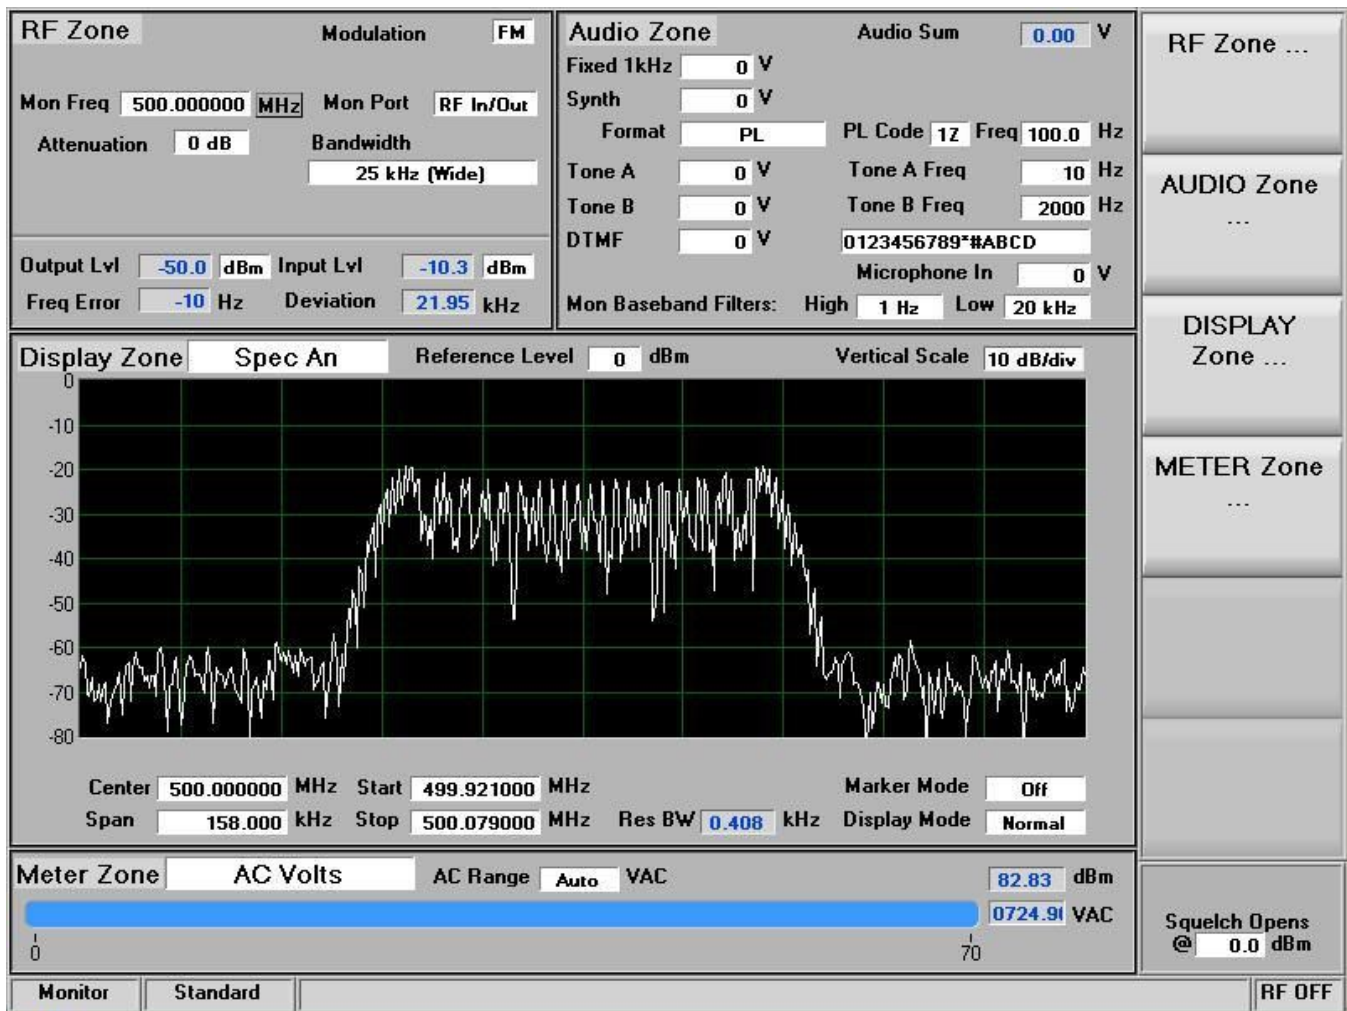 RF Zone Modulation FM
Mon Freq 500.000000 MHz Mon Port RF In/Out
Attenuation 0 dB Bandwidth
25 kHz (Wide)
Output Lvl -50.0 dBm Input Lvl -10.3 dBm
Freq Error -10 Hz Deviation 21.95 kHz
Audio Zone Audio Sum 0.00 V
Fixed 1kHz 0 V
Synth 0 V
Format PL PL Code 1Z Freq 100.0 Hz
Tone A 0 V Tone A Freq 10 Hz
Tone B 0 V Tone B Freq 2000 Hz
DTMF 0 V 0123456789*#ABCD
Microphone In 0 V
Mon Baseband Filters: High 1 Hz Low 20 kHz
Display Zone Spec An Reference Level 0 dBm Vertical Scale 10 dB/div
0
-10
-20
-30
-40
-50
-60
-70
-80
Center 500.000000 MHz Start 499.921000 MHz Marker Mode Off
Span 158.000 kHz Stop 500.079000 MHz Res BW 0.408 kHz Display Mode Normal
Meter Zone AC Volts AC Range Auto VAC 82.83 dBm
0724.9 VAC
0 70
RF Zone ...
AUDIO Zone
...
DISPLAY
Zone ...
METER Zone
...
Squelch Opens
@ 0.0 dBm
Monitor Standard RF OFF